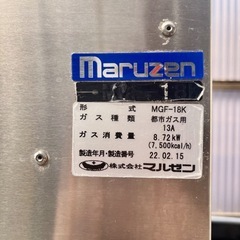 maruzen
形式 MGF-18K
ガス種類 都市ガス用
13A
ガス消費量 8.72kW
(7,500kcal/h)
製造年月・製造番号 22.02.15
株式会社 マルゼン